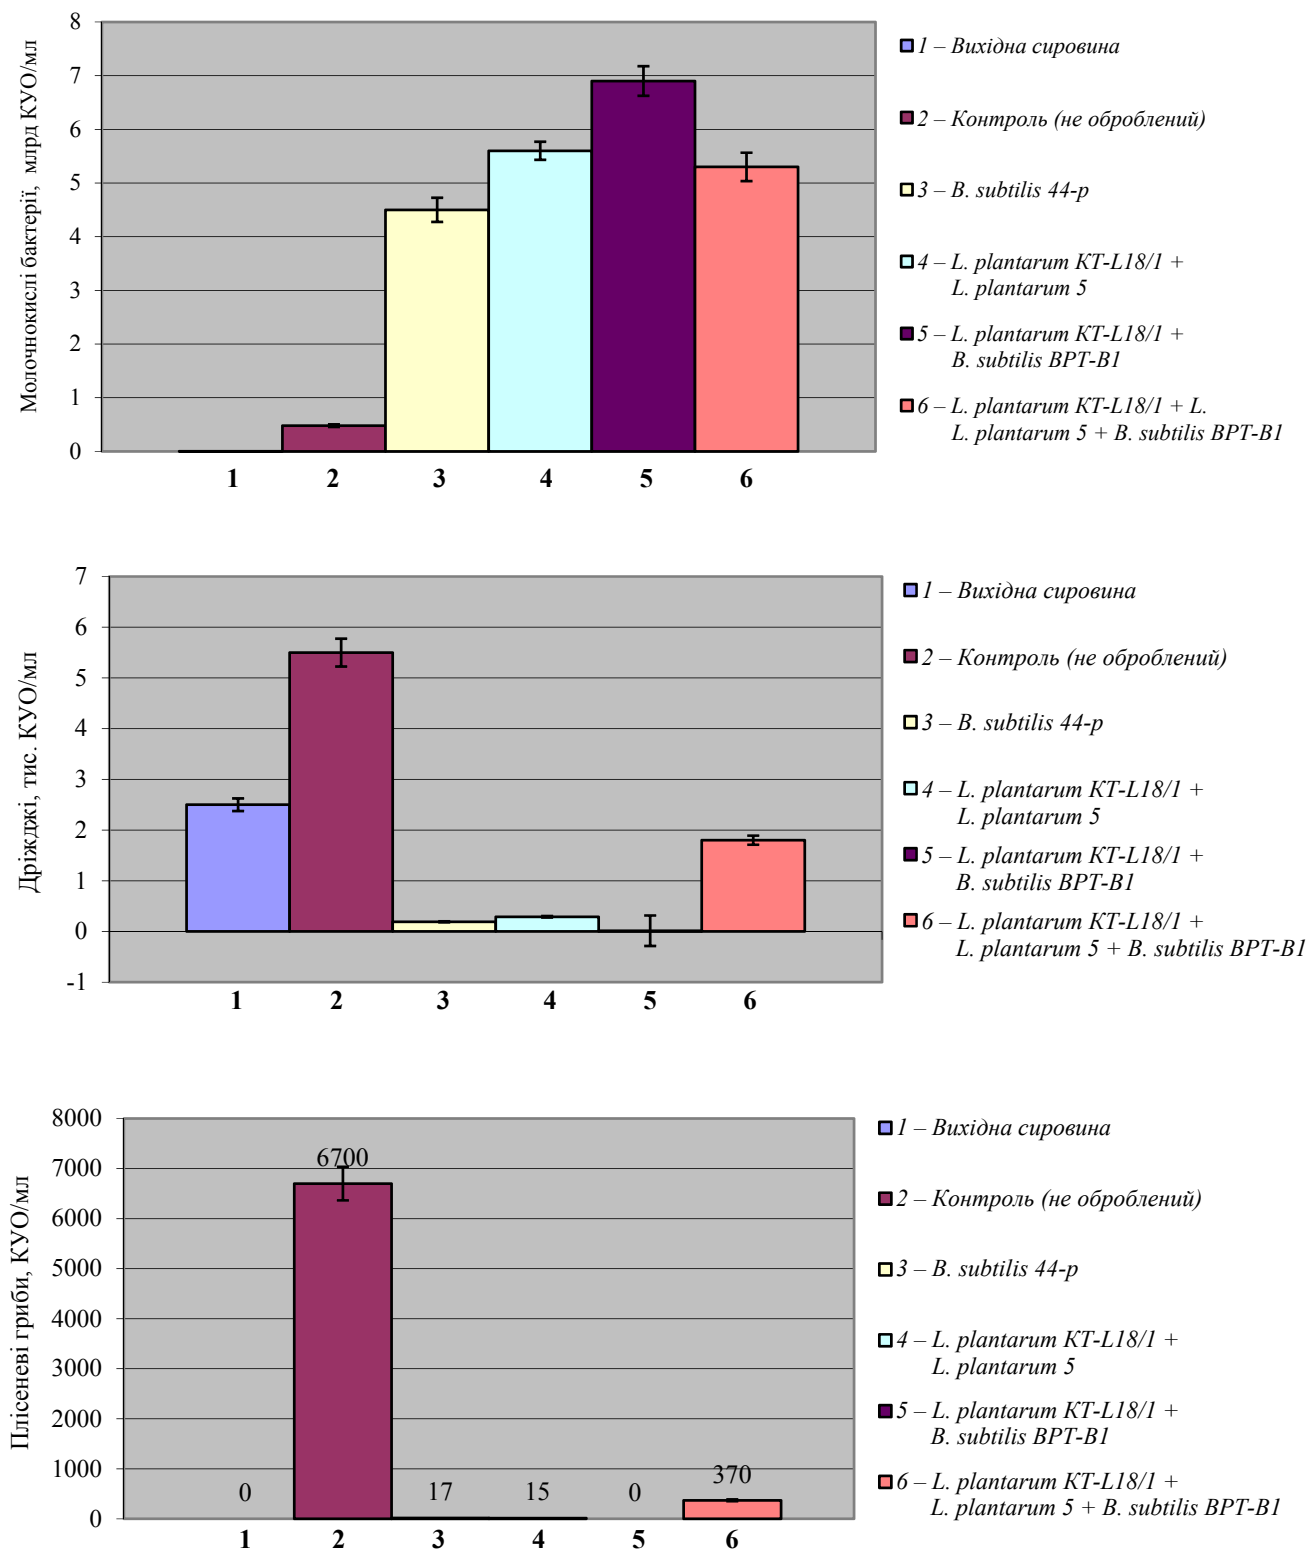 Молочнокислі бактерії, млрд КУО/мл
8
7
6
5
4
3
2
1
0
1 2 3 4 5 6
1 – Вихідна сировина
2 – Контроль (не оброблений)
3 – B. subtilis 44-p
4 – L. plantarum KT-L18/1 +
L. plantarum 5
5 – L. plantarum KT-L18/1 +
B. subtilis BPT-B1
6 – L. plantarum KT-L18/1 + L.
L. plantarum 5 + B. subtilis BPT-B1
Дріжджі, тис. КУО/мл
7
6
5
4
3
2
1
0
-1
1 2 3 4 5 6
1 – Вихідна сировина
2 – Контроль (не оброблений)
3 – B. subtilis 44-p
4 – L. plantarum KT-L18/1 +
L. plantarum 5
5 – L. plantarum KT-L18/1 +
B. subtilis BPT-B1
6 – L. plantarum KT-L18/1 +
L. plantarum 5 + B. subtilis BPT-B1
Плісеневі гриби, КУО/мл
8000
7000
6000
5000
4000
3000
2000
1000
0
0 6700 17 15 0 370
1 2 3 4 5 6
1 – Вихідна сировина
2 – Контроль (не оброблений)
3 – B. subtilis 44-p
4 – L. plantarum KT-L18/1 +
L. plantarum 5
5 – L. plantarum KT-L18/1 +
B. subtilis BPT-B1
6 – L. plantarum KT-L18/1 +
L. plantarum 5 + B. subtilis BPT-B1